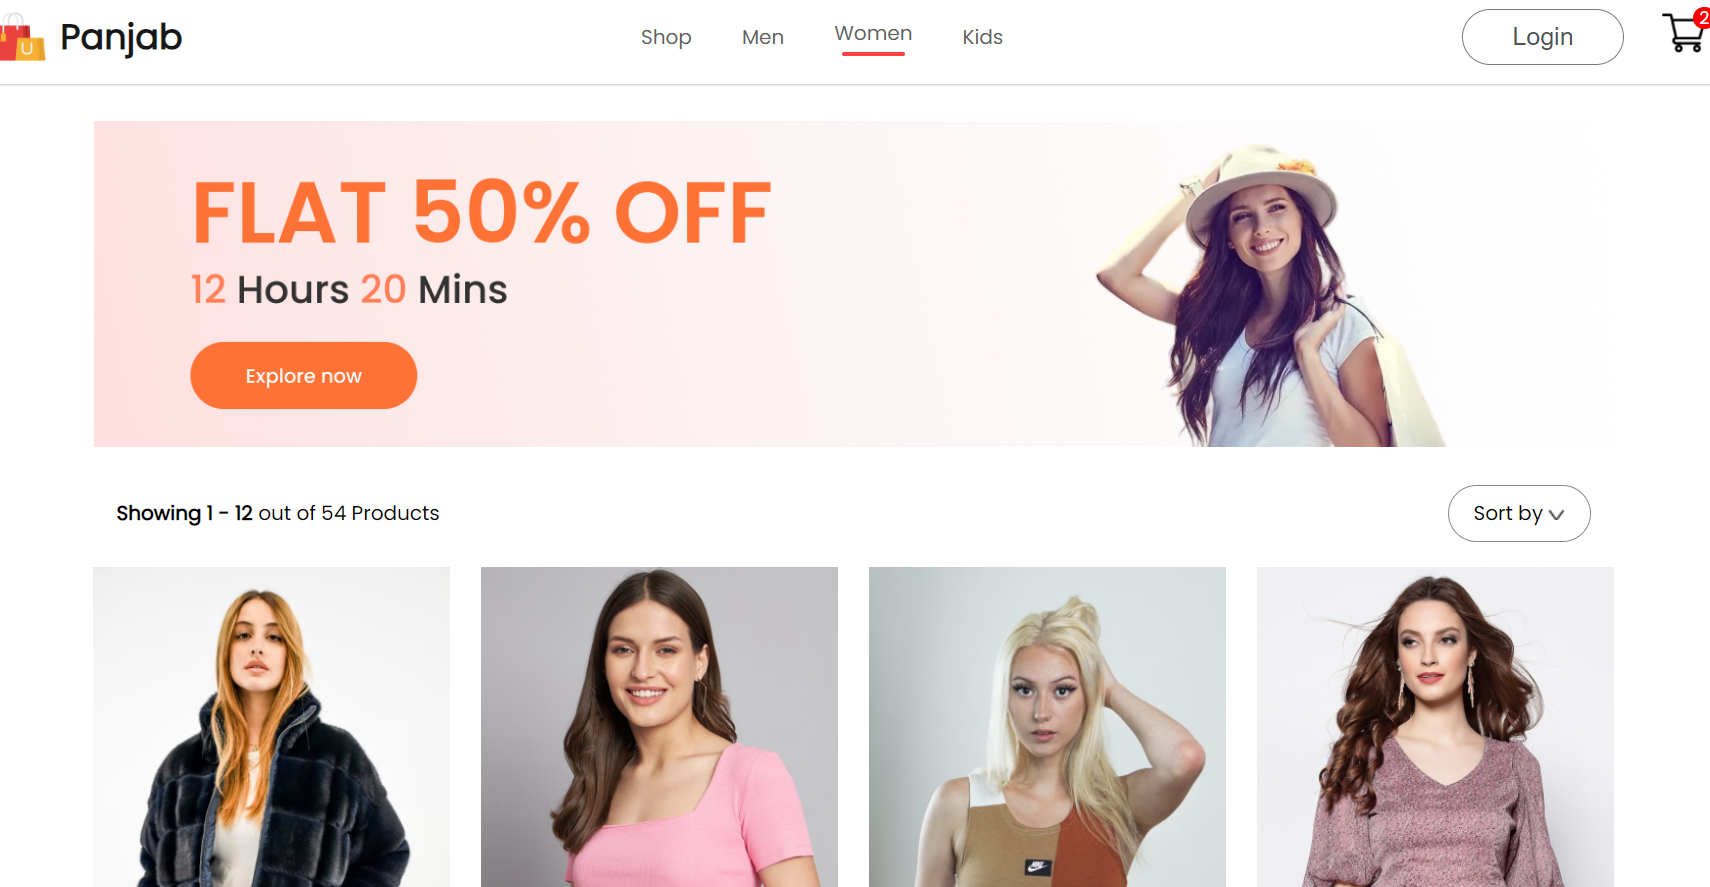 U
Panjab
Shop
Men
Women
Kids
Login
2
FLAT 50% OFF
12 Hours 20 Mins
Explore now
Showing 1 - 12 out of 54 Products
Sort by
NIKE